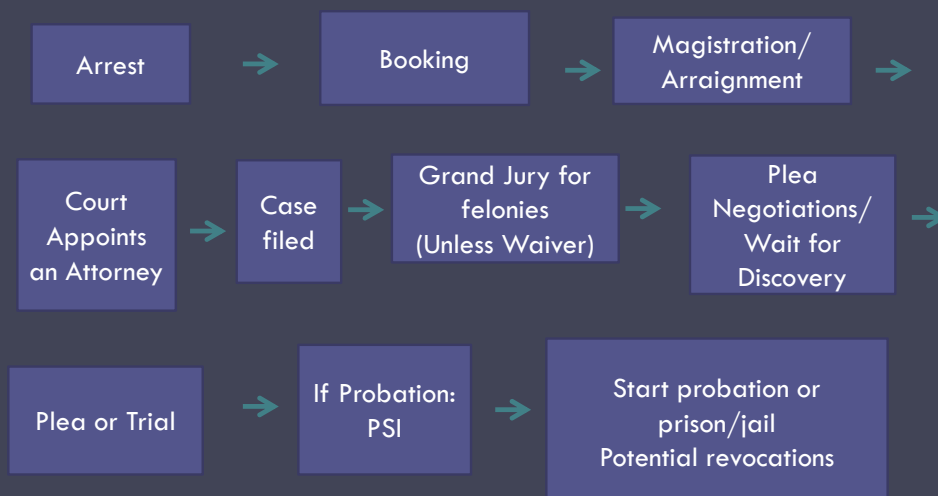 Arrest
Booking
Magistration/
Arraignment
Court
Appoints
an Attorney
Case
filed
Grand Jury for
felonies
(Unless Waiver)
Plea
Negotiations/
Wait for
Discovery
Plea or Trial
If Probation:
PSI
Start probation or
prison/jail
Potential revocations